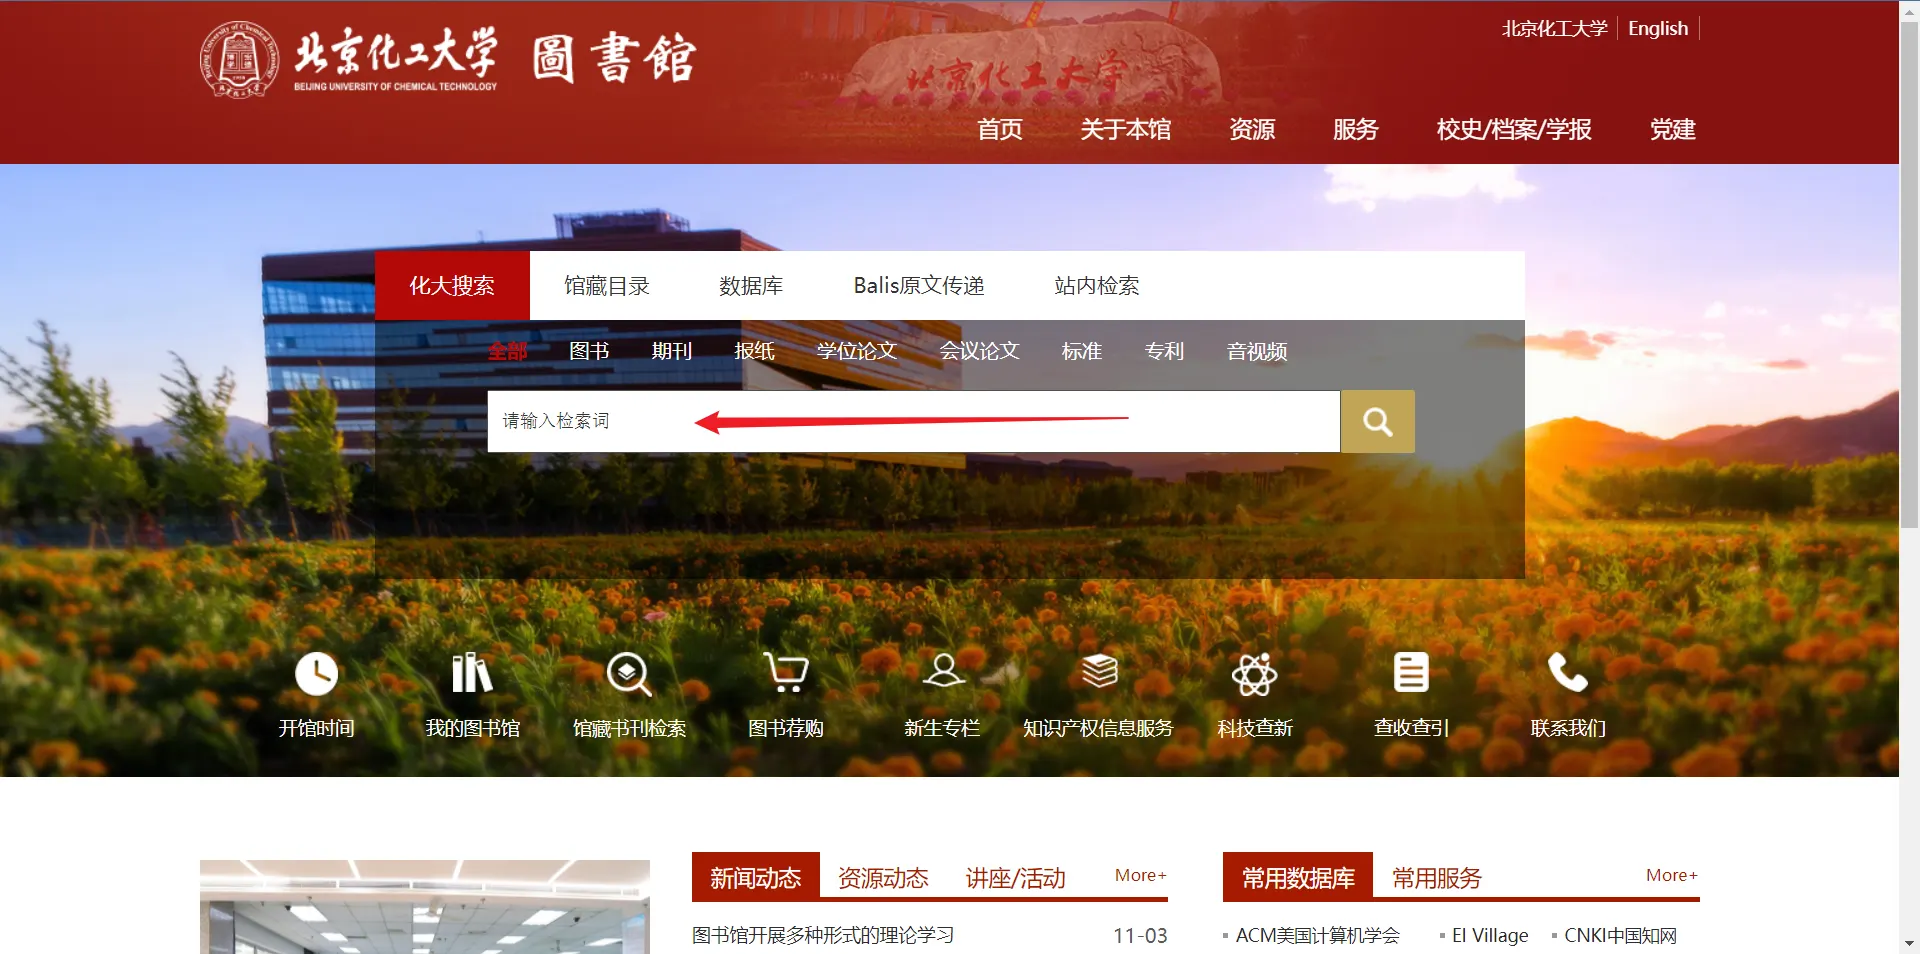 北京化工大学 圖書館
BEIJING UNIVERSITY OF CHEMICAL TECHNOLOGY
北京化工大学
北京化工大学 English
首页 关于本馆 资源 服务 校史/档案/学报 党建
化大搜索 馆藏目录 数据库 Balis原文传递 站内检索
全部 图书 期刊 报纸 学位论文 会议论文 标准 专利 音视频
请输入检索词
开馆时间 我的图书馆 馆藏书刊检索 图书荐购 新生专栏 知识产权信息服务 科技查新 查收查引 联系我们
新闻动态 资源动态 讲座/活动 More+
图书馆开展多种形式的理论学习 11-03
常用数据库 常用服务 More+
ACM美国计算机学会 EI Village CNKI中国知网